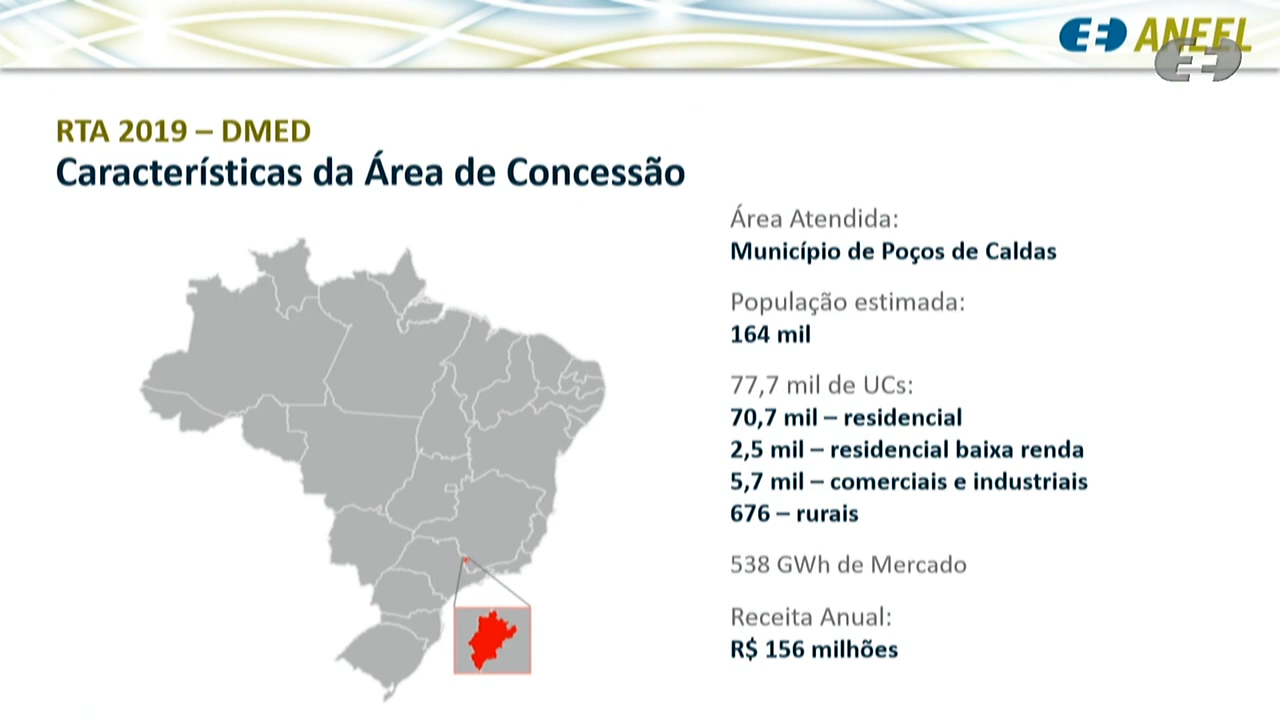 ANEEL
RTA 2019 – DMED
Características da Área de Concessão
Área Atendida:
Município de Poços de Caldas
População estimada:
164 mil
77,7 mil de UCs:
70,7 mil – residencial
2,5 mil – residencial baixa renda
5,7 mil – comerciais e industriais
676 – rurais
538 GWh de Mercado
Receita Anual:
R$ 156 milhões